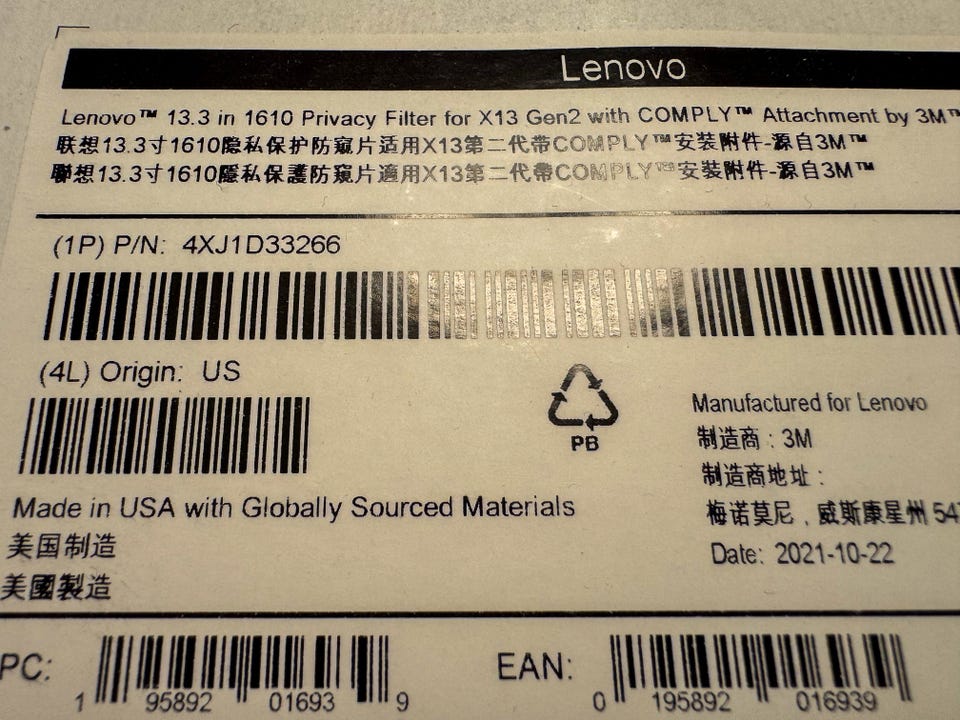 Lenovo
Lenovo™ 13.3 in 1610 Privacy Filter for X13 Gen2 with COMPLY™ Attachment by 3M™
联想13.3寸1610隐私保护防窥片适用X13第二代带COMPLY™安装附件-源自3M™
聯想13.3寸1610隱私保護防窺片適用X13第二代帶COMPLY™安裝附件-源自3M™
(1P) P/N: 4XJ1D33266
(4L) Origin: US
PB
Manufactured for Lenovo
制造商：3M
制造商地址：
梅诺莫尼，威斯康星州 547
Date: 2021-10-22
Made in USA with Globally Sourced Materials
美国制造
美國製造
PC: 1 95892 01693 9
EAN: 0 195892 016939